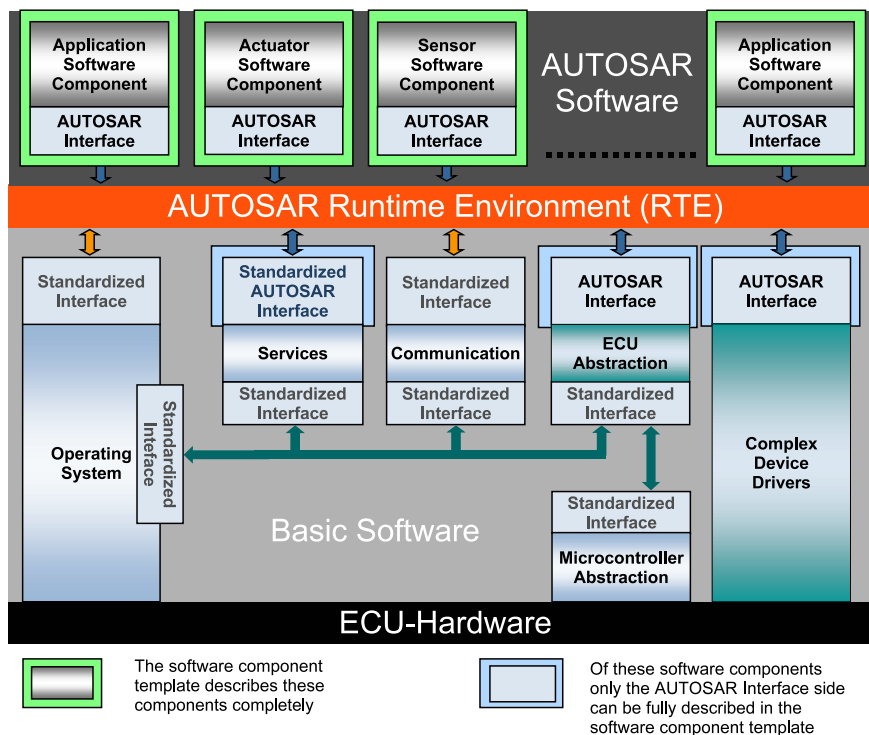 Application
Software
Component
AUTOSAR
Interface
Actuator
Software
Component
AUTOSAR
Interface
Sensor
Software
Component
AUTOSAR
Interface
AUTOSAR
Software
Application
Software
Component
AUTOSAR
Interface
AUTOSAR Runtime Environment (RTE)
Standardized
Interface
Operating
System
Standardized
Inteface
Standardized
AUTOSAR
Interface
Services
Standardized
Interface
Standardized
Interface
Communication
Standardized
Interface
AUTOSAR
Interface
ECU
Abstraction
Standardized
Interface
Standardized
Interface
Microcontroller
Abstraction
AUTOSAR
Interface
Complex
Device
Drivers
Basic Software
ECU-Hardware
The software component
template describes these
components completely
Of these software components
only the AUTOSAR Interface side
can be fully described in the
software component template